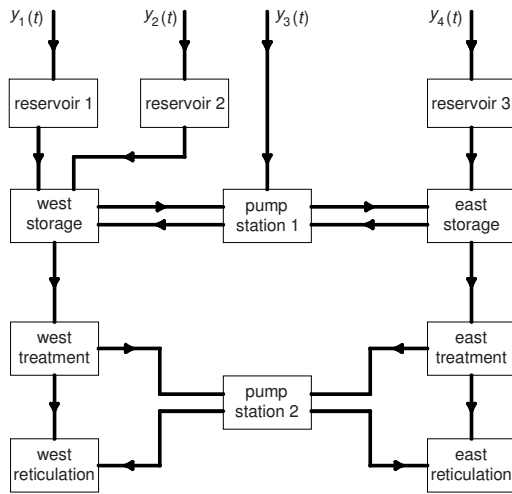 y1(t)
y2(t)
y3(t)
y4(t)
reservoir 1
reservoir 2
reservoir 3
west
storage
pump
station 1
east
storage
west
treatment
east
treatment
pump
station 2
west
reticulation
east
reticulation